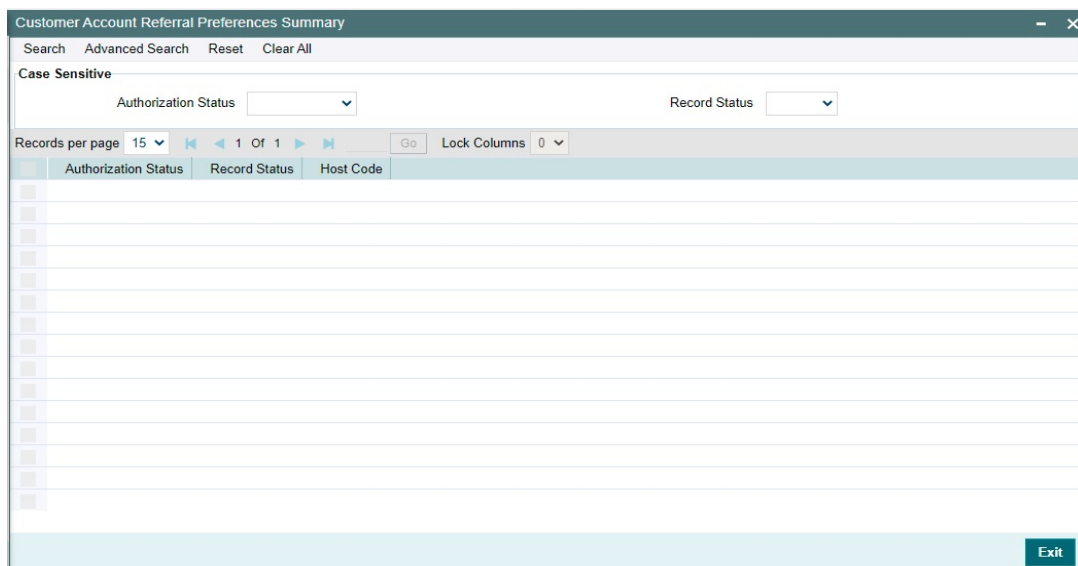 Customer Account Referral Preferences Summary
Search Advanced Search Reset Clear All
Case Sensitive
Authorization Status Record Status
Records per page 15 1 Of 1 Go Lock Columns 0
Authorization Status Record Status Host Code
Exit